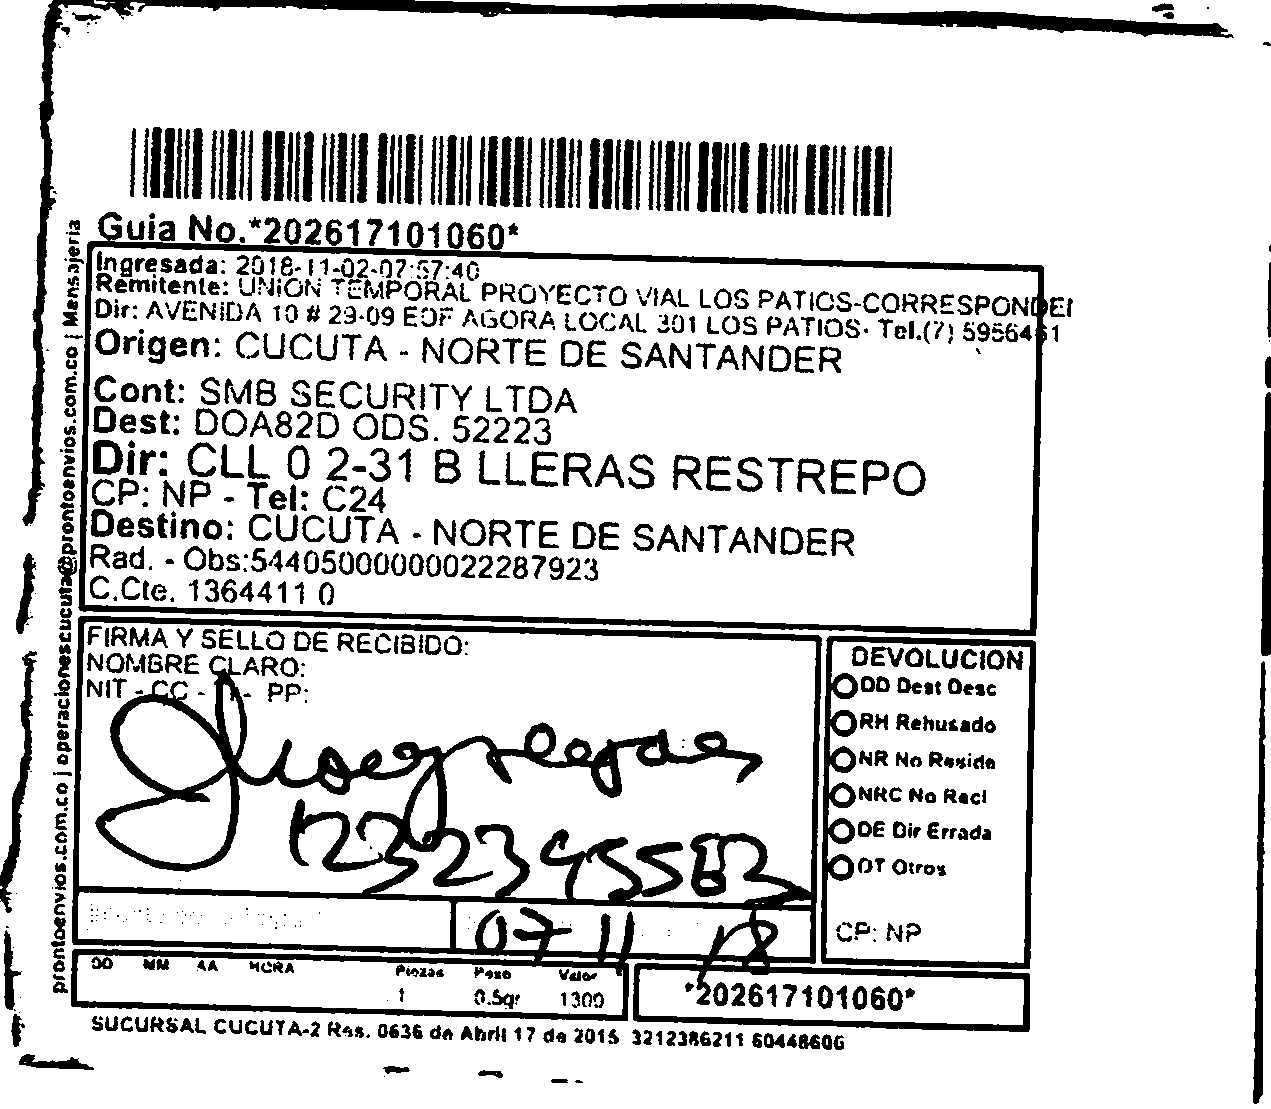 Guia No.*202617101060*
Ingresada: 2018-11-02-07:57:40
Remitente: UNION TEMPORAL PROYECTO VIAL LOS PATIOS-CORRESPONDEI
Dir: AVENIDA 10 # 29-09 EDF AGORA LOCAL 301 LOS PATIOS- Tel.(7) 5956461
Origen: CUCUTA - NORTE DE SANTANDER
Cont: SMB SECURITY LTDA
Dest: DOA82D ODS. 52223
Dir: CLL 0 2-31 B LLERAS RESTREPO
CP: NP - Tel: C24
Destino: CUCUTA - NORTE DE SANTANDER
Rad. - Obs:54405000000022287923
C.Cte. 1364411 0
prontoenvios.com.co | operacionescucuta@prontoenvios.com.co | Mensajeria
FIRMA Y SELLO DE RECIBIDO:
NOMBRE CLARO:
NIT - CC - - PP:
07 11 /18
DEVOLUCION
DD Dest Desc
RH Rehusado
NR No Reside
NRC No Recl
DE Dir Errada
OT Otros
CP: NP
DD MM AA HORA Piezas Peso Valor
1 0.5gr 1300
*202617101060*
SUCURSAL CUCUTA-2 Res. 0636 de Abril 17 de 2015 3212386211 60448606